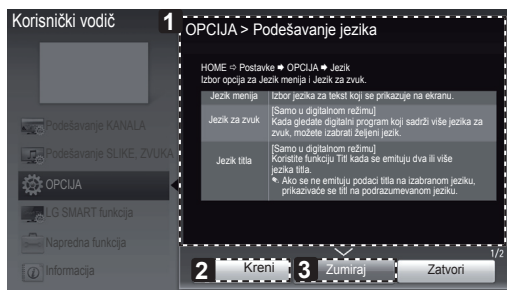 Korisnički vodič
1
OPCIJA > Podešavanje jezika
HOME ⇨ Postavke ➡ OPCIJA ➡ Jezik
Izbor opcija za Jezik menija i Jezik za zvuk.
Jezik menija
Izbor jezika za tekst koji se prikazuje na ekranu.
Jezik za zvuk
[Samo u digitalnom režimu]
Kada gledate digitalni program koji sadrži više jezika za
zvuk, možete izabrati željeni jezik.
Jezik titla
[Samo u digitalnom režimu]
Koristite funkciju Titl kada se emituju dva ili više
jezika titla.
✎ Ako se ne emituju podaci titla na izabranom jeziku,
prikazivaće se titl na podrazumevanom jeziku.
Podešavanje KANALA
Podešavanje SLIKE, ZVUKA
OPCIJA
LG SMART funkcija
Napredna funkcija
Informacija
1/2
2
Kreni
3
Zumiraj
Zatvori